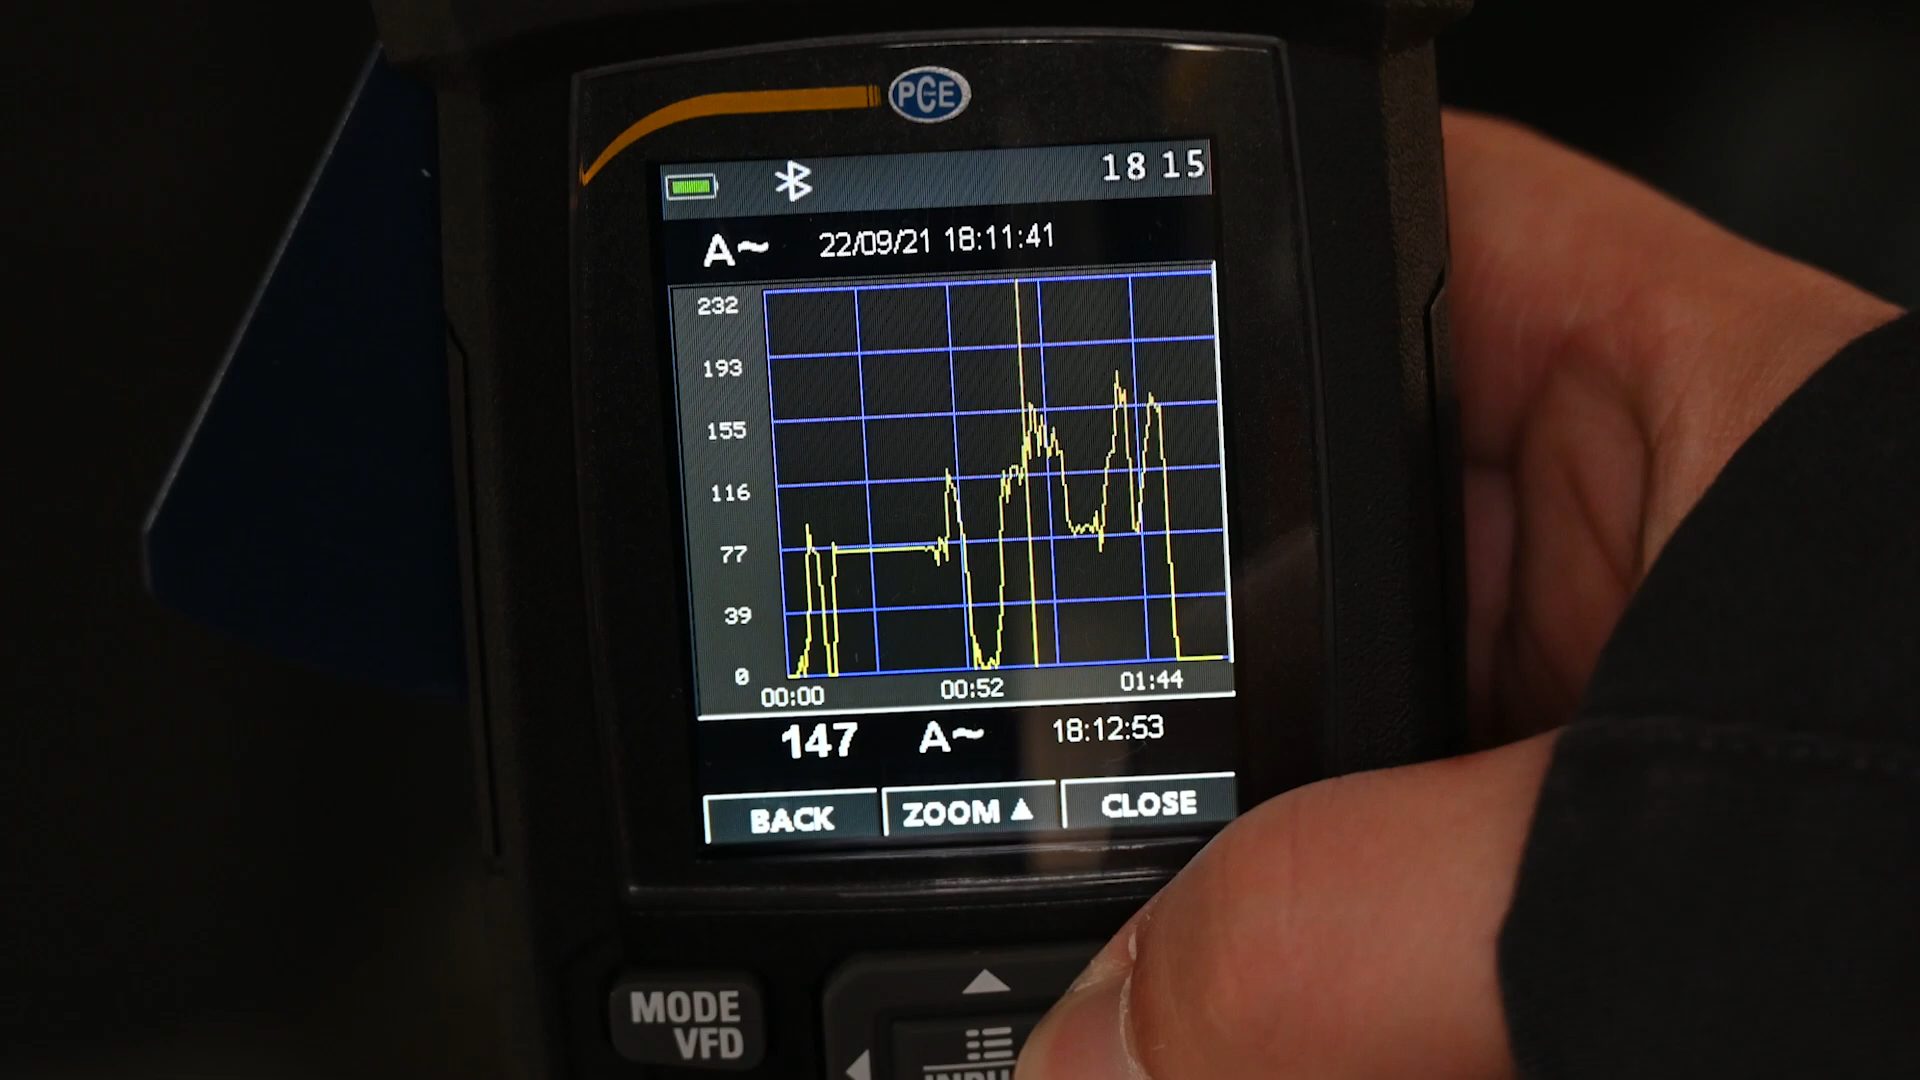 PCE
18 15
A~ 22/09/21 18:11:41
232
193
155
116
77
39
0
00:00 00:52 01:44
147 A~ 18:12:53
BACK ZOOM ▲ CLOSE
MODE
VFD